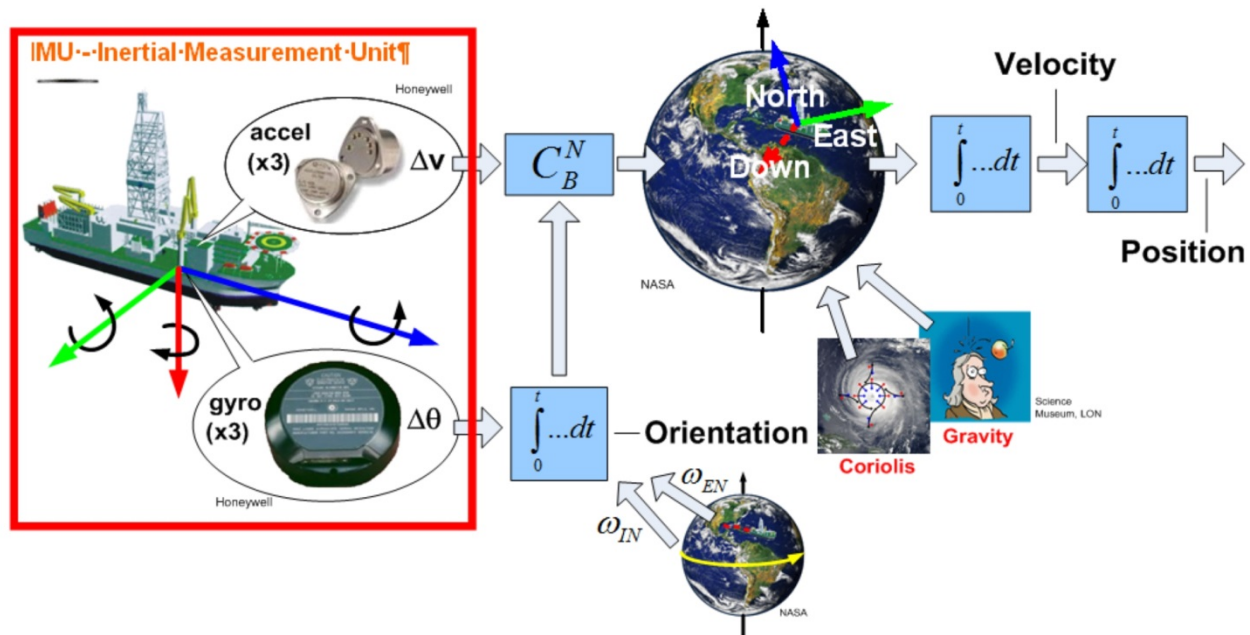 IMU·-·Inertial·Measurement·Unit¶
Honeywell
accel
(x3)
Δv
gyro
(x3)
Δθ
Honeywell
C_B^N
∫_0^t ...dt
Orientation
ω_EN
ω_IN
NASA
North
East
Down
NASA
Coriolis
Gravity
Science
Museum, LON
∫_0^t ...dt
Velocity
∫_0^t ...dt
Position